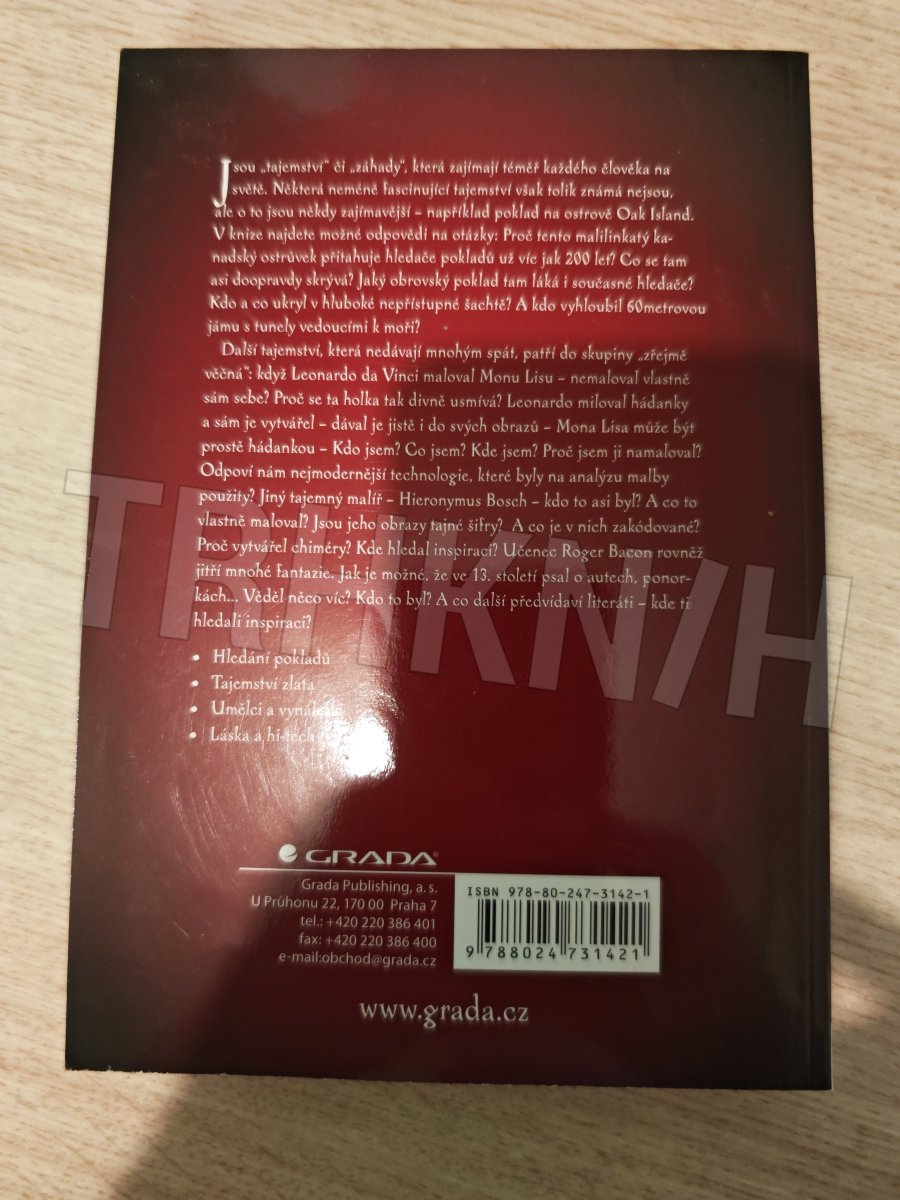 Jsou „tajemství“ či „záhady“, která zajímají téměř každého člověka na
světě. Některá neméně fascinující tajemství však tolik známá nejsou,
ale o to jsou někdy zajímavější – například poklad na ostrově Oak Island.
V knize najdete možné odpovědi na otázky: Proč tento malilinkatý ka-
nadský ostrůvek přitahuje hledače pokladů už víc jak 200 let? Co se tam
asi doopravdy skrývá? Jaký obrovský poklad tam láká i současné hledače?
Kdo a co ukryl v hluboké nepřístupné šachtě? A kdo vyhloubil 60metrovou
jámu s tunely vedoucími k moři?
Další tajemství, která nedávají mnohým spát, patří do skupiny „zřejmě
věčná“: když Leonardo da Vinci maloval Monu Lisu – nemaloval vlastně
sám sebe? Proč se ta holka tak divně usmívá? Leonardo miloval hádanky
a sám je vytvářel – dával je jistě i do svých obrazů – Mona Lisa může být
prostě hádankou – Kdo jsem? Co jsem? Kde jsem? Proč jsem ji namaloval?
Odpoví nám nejmodernější technologie, které byly na analýzu malby
použity? Jiný tajemný malíř – Hieronymus Bosch – kdo to asi byl? A co to
vlastně maloval? Jsou jeho obrazy tajné šifry? A co je v nich zakódované?
Proč vytvářel chiméry? Kde hledal inspiraci? Učenec Roger Bacon rovněž
jitří mnohé fantazie. Jak je možné, že ve 13. století psal o autech, ponor-
kách... Věděl něco víc? Kdo to byl? A co další předvídaví literáti – kde ti
hledali inspiraci?
• Hledání pokladů
• Tajemství zlata
• Umělci a
• Láska a hi-tech
GRADA
Grada Publishing, a. s.
U Průhonu 22, 170 00 Praha 7
tel.: +420 220 386 401
fax: +420 220 386 400
e-mail:obchod@grada.cz
ISBN 978-80-247-3142-1
9 788024 731421
www.grada.cz
TRHKNIH